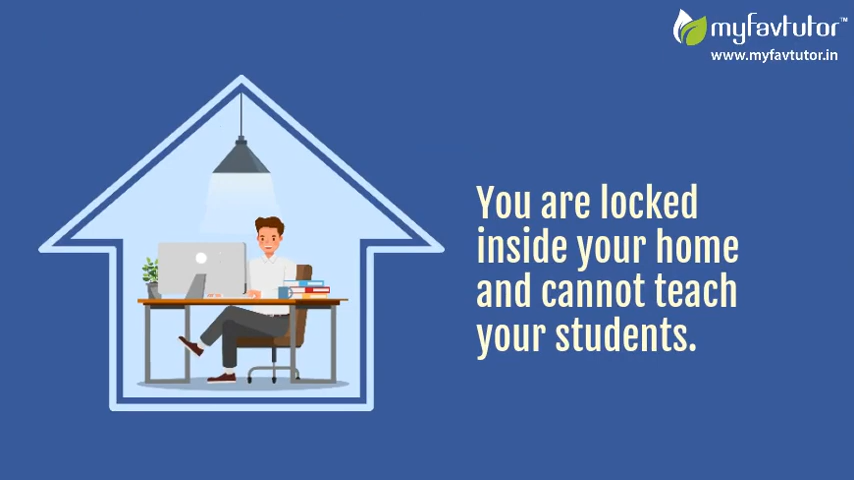 myfavtutor™
www.myfavtutor.in
You are locked
inside your home
and cannot teach
your students.